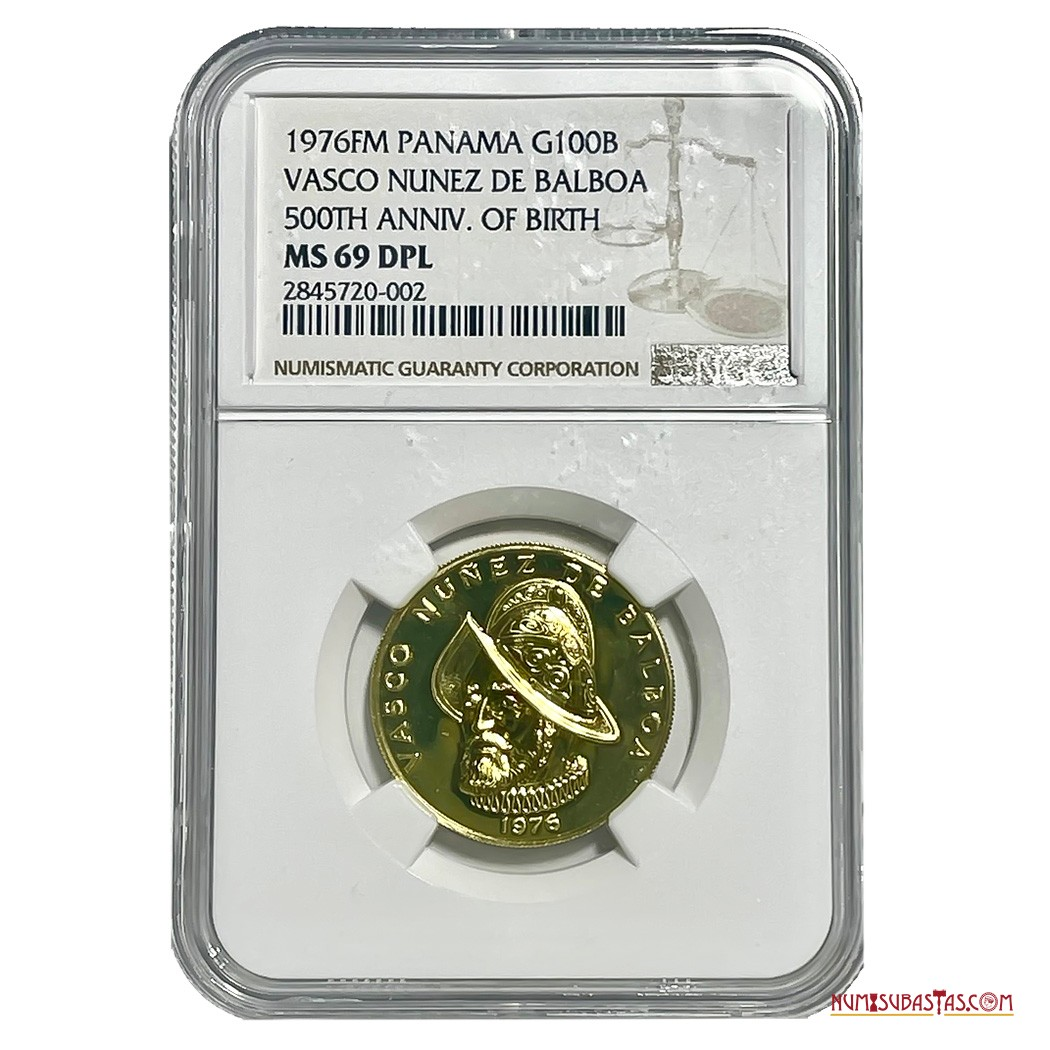 1976FM PANAMA G100B
VASCO NUNEZ DE BALBOA
500TH ANNIV. OF BIRTH
MS 69 DPL
2845720-002
NUMISMATIC GUARANTY CORPORATION
VASCO NUÑEZ DE BALBOA
1976
NUMISUBASTAS.COM